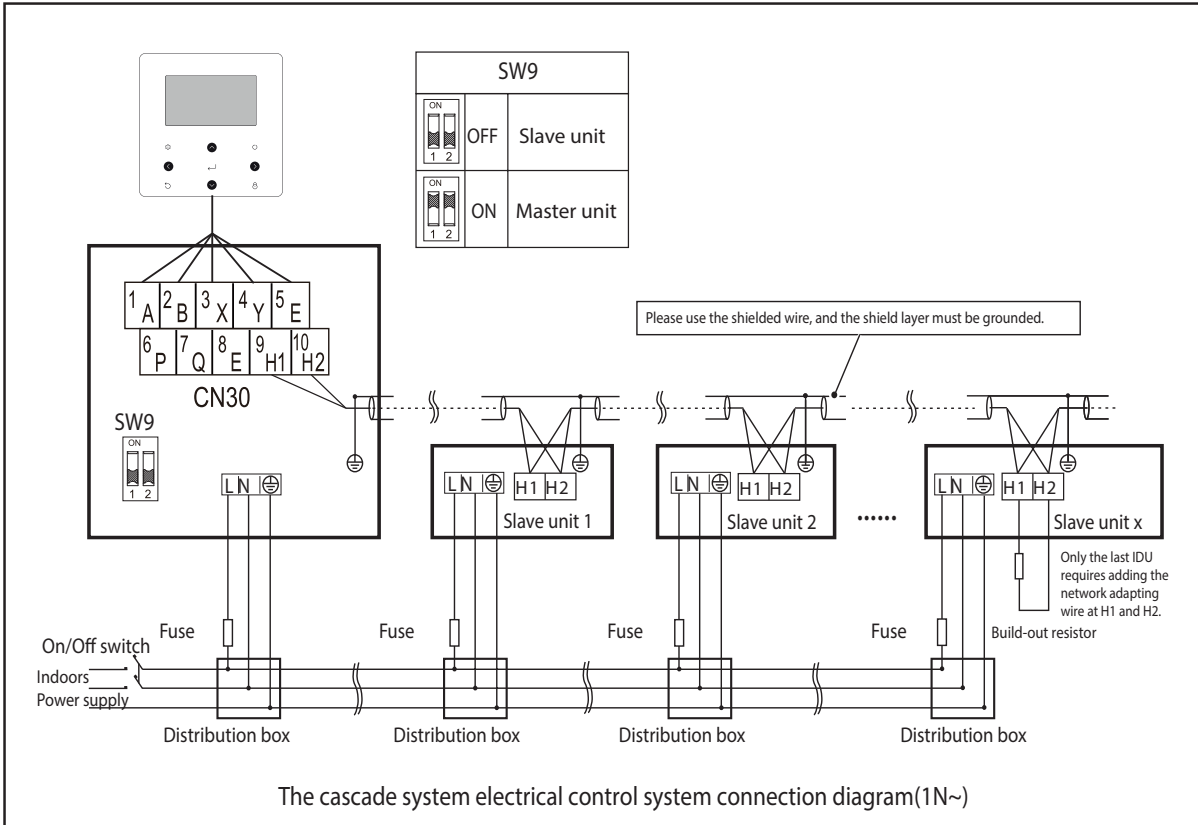 SW9
ON
1 2
OFF
Slave unit
ON
1 2
ON
Master unit
1 A
2 B
3 X
4 Y
5 E
6 P
7 Q
8 E
9 H1
10 H2
CN30
SW9
ON
1 2
L N
Please use the shielded wire, and the shield layer must be grounded.
L N
H1 H2
Slave unit 1
L N
H1 H2
Slave unit 2
......
L N
H1 H2
Slave unit x
Only the last IDU
requires adding the
network adapting
wire at H1 and H2.
Build-out resistor
Fuse
Fuse
Fuse
Fuse
On/Off switch
Indoors
Power supply
Distribution box
Distribution box
Distribution box
Distribution box
The cascade system electrical control system connection diagram(1N~)